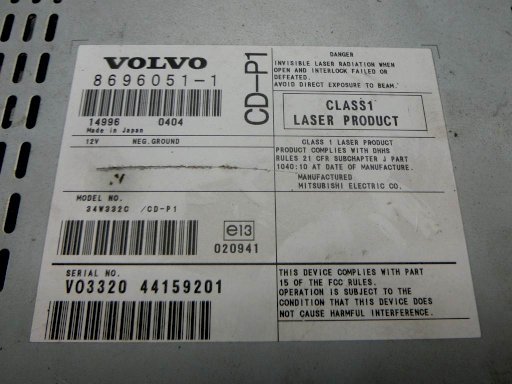 VOLVO
8696051-1
CD-P1
14996 0404
Made in Japan
12V NEG.GROUND
MODEL NO.
34W332C /CD-P1
e13
020941
SERIAL NO.
VO3320 44159201
DANGER
INVISIBLE LASER RADIATION WHEN
OPEN AND INTERLOCK FAILED OR
DEFEATED.
AVOID DIRECT EXPOSURE TO BEAM.
CLASS1
LASER PRODUCT
CLASS 1 LASER PRODUCT
PRODUCT COMPLIES WITH DHHS
RULES 21 CFR SUBCHAPTER J PART
1040:10 AT DATE OF MANUFACTURE.
MANUFACTURED
MITSUBISHI ELECTRIC CO.
THIS DEVICE COMPLIES WITH PART
15 OF THE FCC RULES.
OPERATION IS SUBJECT TO THE
CONDITION THAT THIS DEVICE DOES
NOT CAUSE HARMFUL INTERFERENCE.